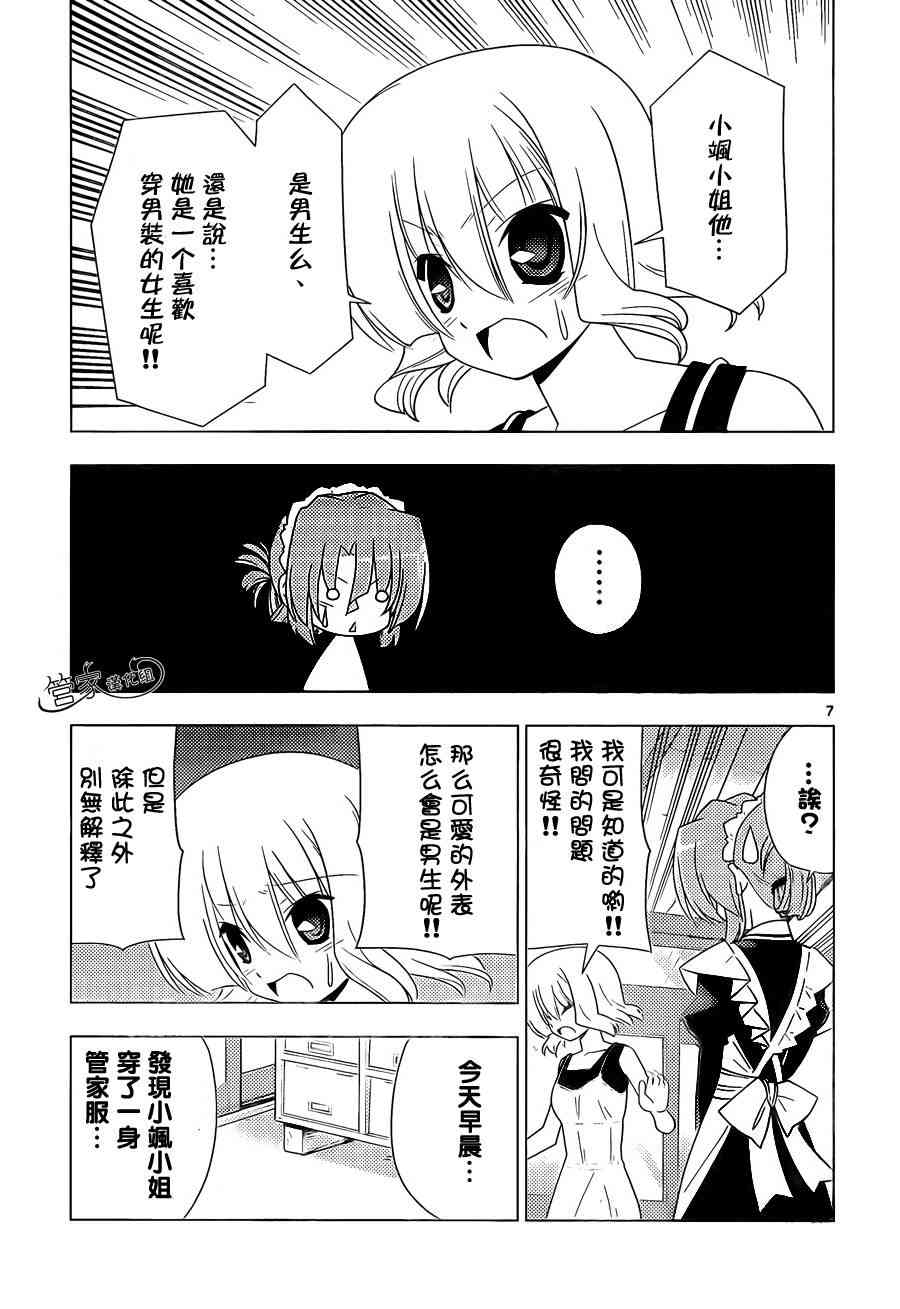 小颯小姐他…
是男生么、
還是說…
她是一个喜歡
穿男裝的女生呢!!
……
管家漢化組
7
…誒?
我可是知道的喲!!
我問的問題
很奇怪!!
那么可愛的外表
怎么會是男生呢!!
但是
除此之外
別無解釋了
今天早晨…
發現小颯小姐
穿了一身
管家服…